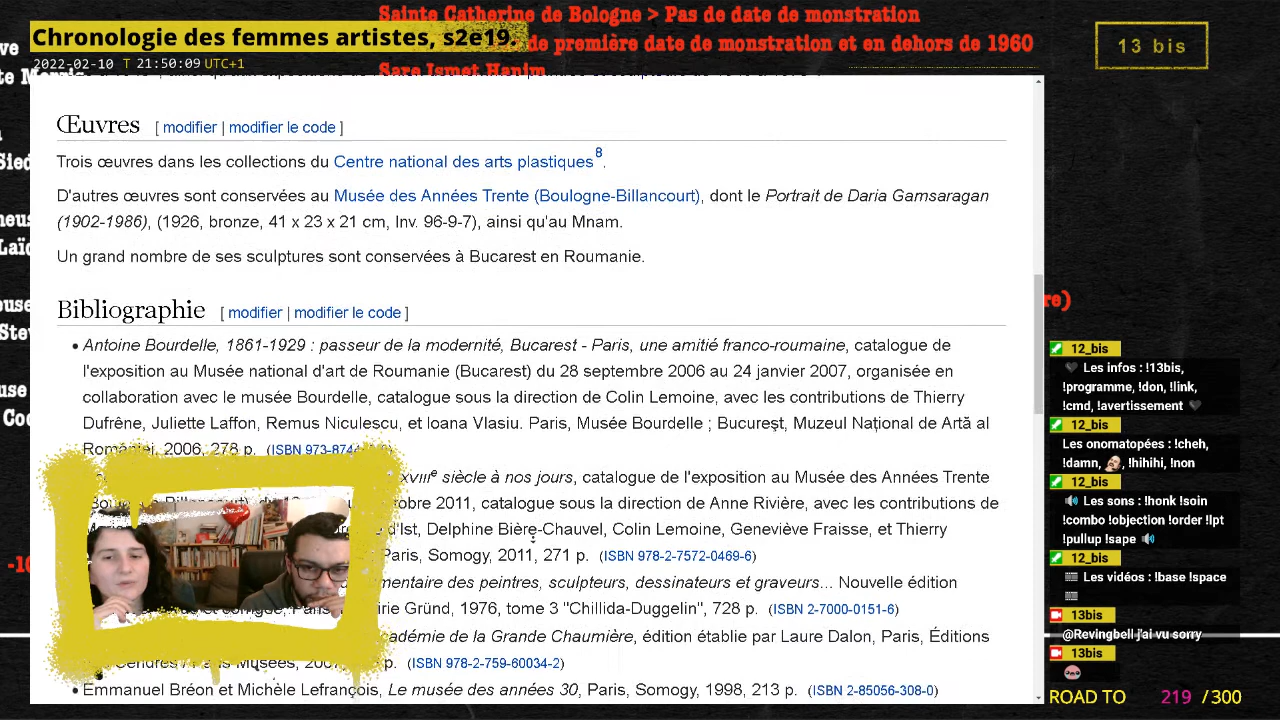 Sainte Catherine de Bologne > Pas de date de monstration
Chronologie des femmes artistes, s2e19.
de première date de monstration et en dehors de 1960
2022-02-10 T 21:50:09 UTC+1
Sare Ismet Hanim
13 bis
Œuvres [ modifier | modifier le code ]
Trois œuvres dans les collections du Centre national des arts plastiques8.
D'autres œuvres sont conservées au Musée des Années Trente (Boulogne-Billancourt), dont le Portrait de Daria Gamsaragan
(1902-1986), (1926, bronze, 41 x 23 x 21 cm, Inv. 96-9-7), ainsi qu'au Mnam.
Un grand nombre de ses sculptures sont conservées à Bucarest en Roumanie.
Bibliographie [ modifier | modifier le code ]
• Antoine Bourdelle, 1861-1929 : passeur de la modernité, Bucarest - Paris, une amitié franco-roumaine, catalogue de
l'exposition au Musée national d'art de Roumanie (Bucarest) du 28 septembre 2006 au 24 janvier 2007, organisée en
collaboration avec le musée Bourdelle, catalogue sous la direction de Colin Lemoine, avec les contributions de Thierry
Dufrêne, Juliette Laffon, Remus Niculescu, et Ioana Vlasiu. Paris, Musée Bourdelle ; Bucureşt, Muzeul Național de Artă al
României, 2006, 278 p. (ISBN 973-874
XVIIIe siècle à nos jours, catalogue de l'exposition au Musée des Années Trente
2011, catalogue sous la direction de Anne Rivière, avec les contributions de
d'Ist, Delphine Bière-Chauvel, Colin Lemoine, Geneviève Fraisse, et Thierry
Paris, Somogy, 2011, 271 p. (ISBN 978-2-7572-0469-6)
des peintres, sculpteurs, dessinateurs et graveurs... Nouvelle édition
Gründ, 1976, tome 3 "Chillida-Duggelin", 728 p. (ISBN 2-7000-0151-6)
de la Grande Chaumière, édition établie par Laure Dalon, Paris, Éditions
p. (ISBN 978-2-759-60034-2)
• Emmanuel Bréon et Michèle Lefrançois, Le musée des années 30, Paris, Somogy, 1998, 213 p. (ISBN 2-85056-308-0)
re)
12_bis
Les infos : !13bis,
!programme, !don, !link,
!cmd, !avertissement
12_bis
Les onomatopées : !cheh,
!damn, !hihihi, !non
12_bis
Les sons : !honk !soin
!combo !objection !order !lpt
!pullup !sape
12_bis
Les vidéos : !base !space
13bis
@Revingbell j'ai vu sorry
13bis
ROAD TO 219 / 300